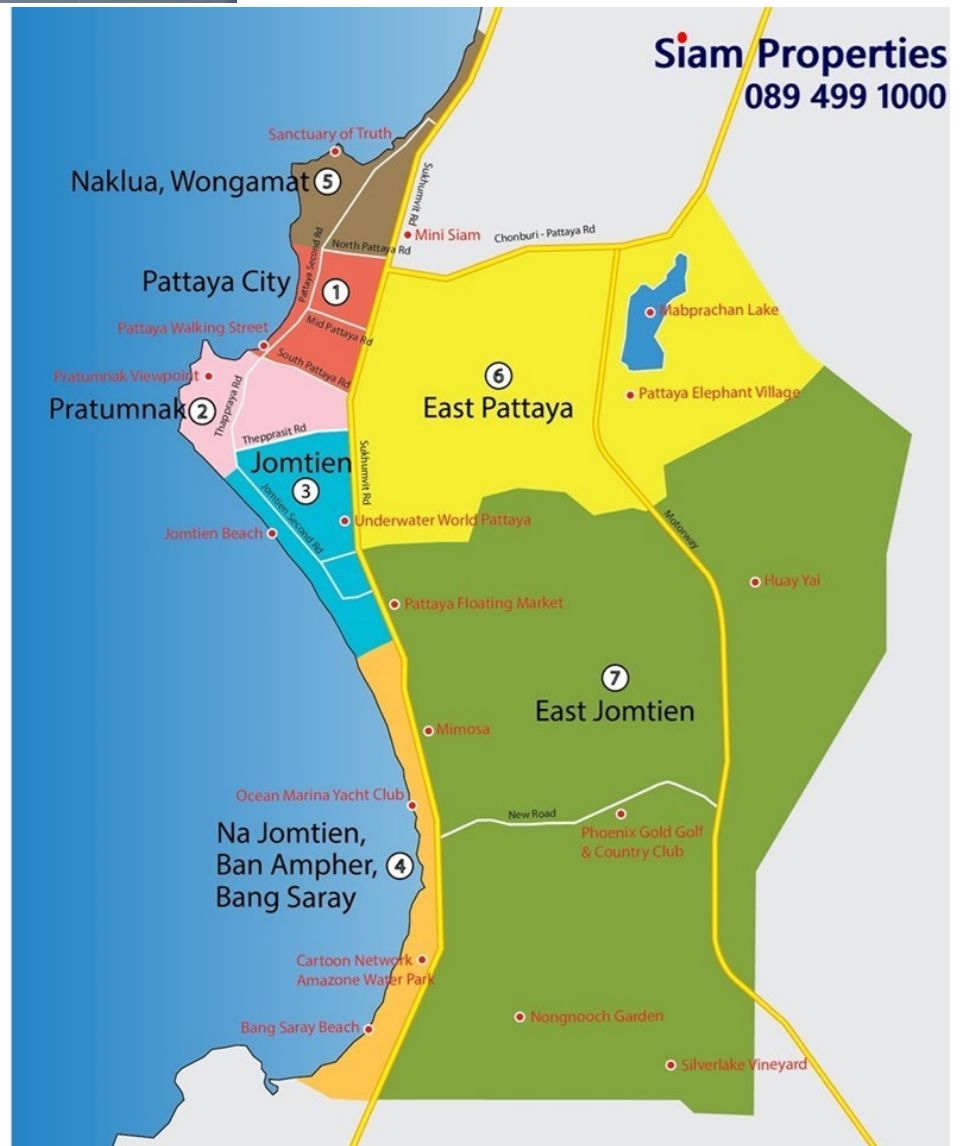 Siam Properties
089 499 1000
Sanctuary of Truth
Naklua, Wongamat
5
Sukhumvit Rd
Mini Siam
Chonburi - Pattaya Rd
North Pattaya Rd
Pattaya Second Rd
Pattaya City
1
Mabprachan Lake
Mid Pattaya Rd
Pattaya Walking Street
South Pattaya Rd
Pratumnak Viewpoint
6
East Pattaya
Pattaya Elephant Village
Pratumnak
2
Thappraya Rd
Thepprasit Rd
Sukhumvit Rd
Jomtien
3
Jomtien Second Rd
Underwater World Pattaya
Jomtien Beach
Motorway
Huay Yai
Pattaya Floating Market
7
East Jomtien
Mimosa
Ocean Marina Yacht Club
New Road
Phoenix Gold Golf
& Country Club
Na Jomtien,
Ban Ampher,
Bang Saray
4
Cartoon Network
Amazone Water Park
Nongnooch Garden
Bang Saray Beach
Silverlake Vineyard